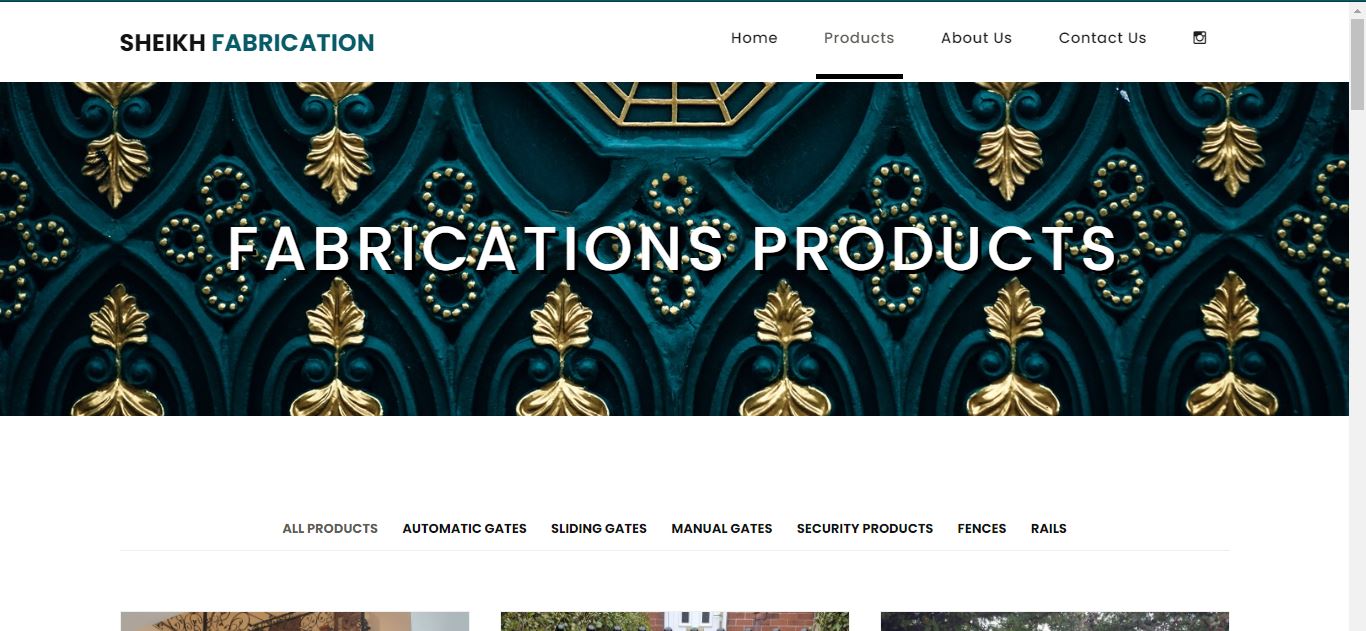 SHEIKH FABRICATION
Home Products About Us Contact Us
FABRICATIONS PRODUCTS
ALL PRODUCTS AUTOMATIC GATES SLIDING GATES MANUAL GATES SECURITY PRODUCTS FENCES RAILS